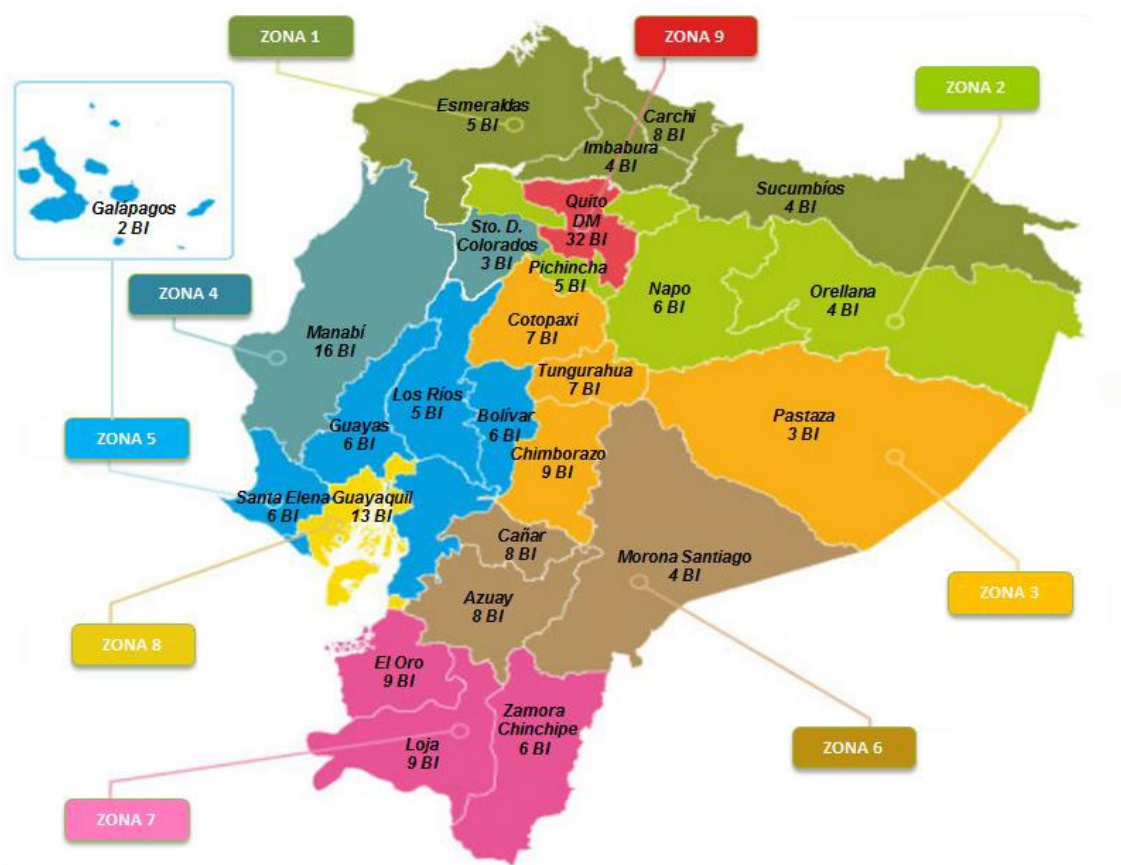 ZONA 1
ZONA 9
ZONA 2
Esmeraldas
5 BI
Carchi
8 BI
Imbabura
4 BI
Sucumbíos
4 BI
Galápagos
2 BI
Quito
DM
32 BI
Sto. D.
Colorados
3 BI
Pichincha
5 BI
Napo
6 BI
Orellana
4 BI
ZONA 4
Cotopaxi
7 BI
Manabí
16 BI
Tungurahua
7 BI
Los Ríos
5 BI
Bolívar
6 BI
Pastaza
3 BI
ZONA 5
Guayas
6 BI
Chimborazo
9 BI
Santa Elena
6 BI
Guayaquil
13 BI
Cañar
8 BI
Morona Santiago
4 BI
ZONA 3
Azuay
8 BI
ZONA 8
El Oro
9 BI
Zamora
Chinchipe
6 BI
Loja
9 BI
ZONA 6
ZONA 7